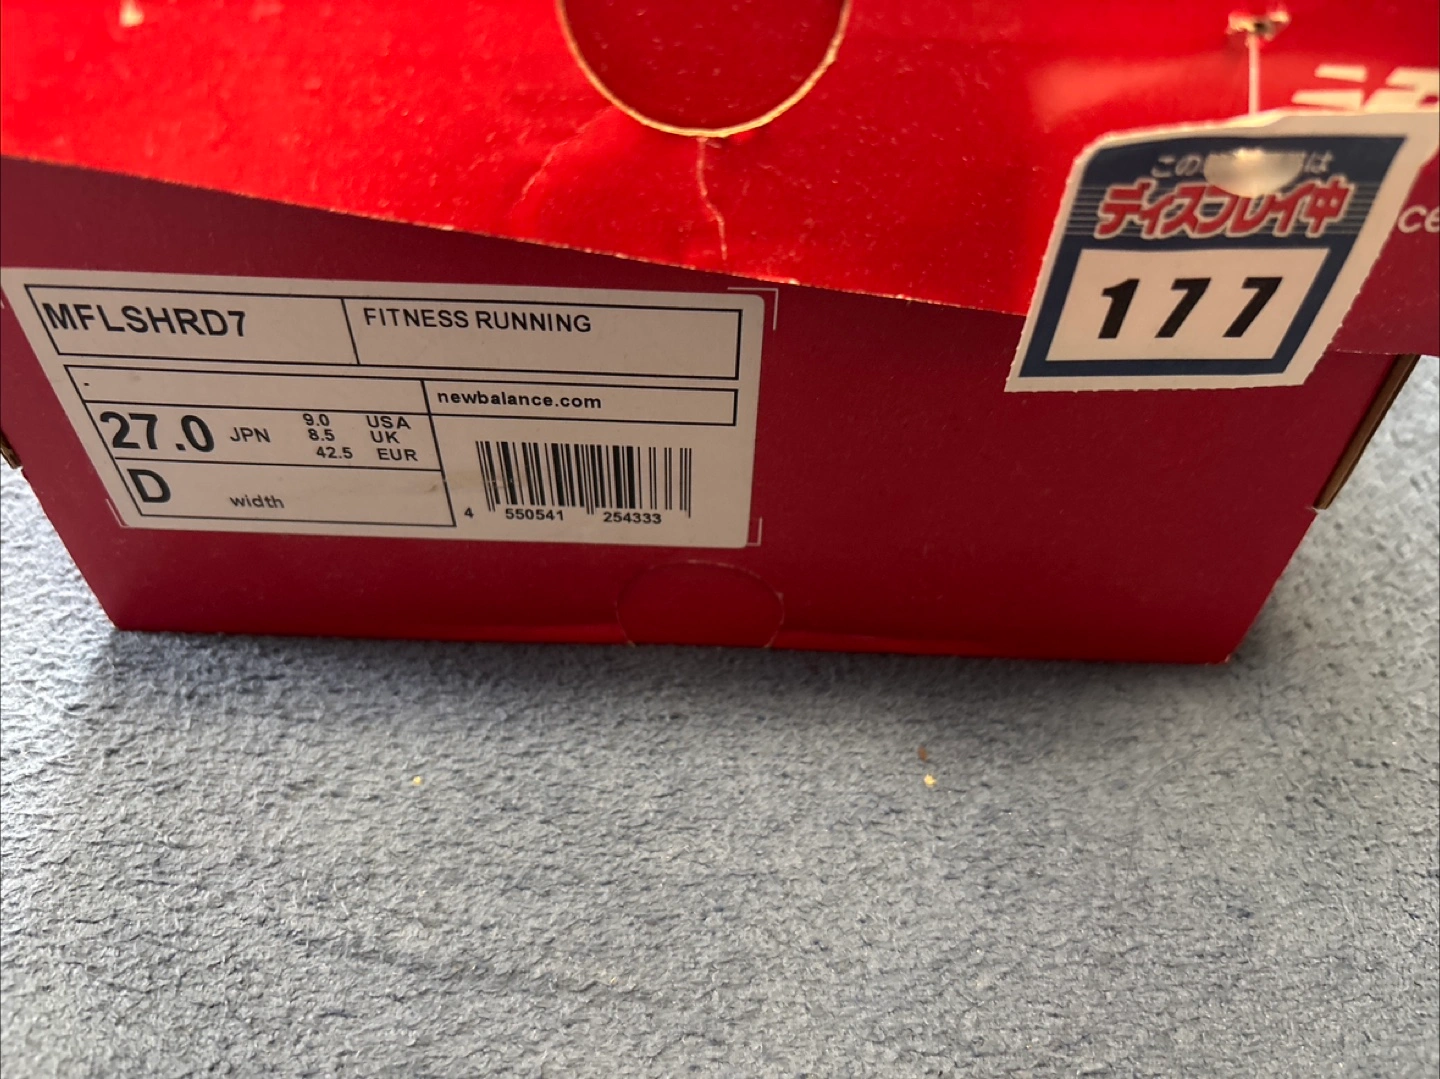 このは
ディスプレイ中
177
ce
MFLSHRD7
FITNESS RUNNING
-
newbalance.com
27.0 JPN
9.0 USA
8.5 UK
42.5 EUR
D width
4 550541 254333